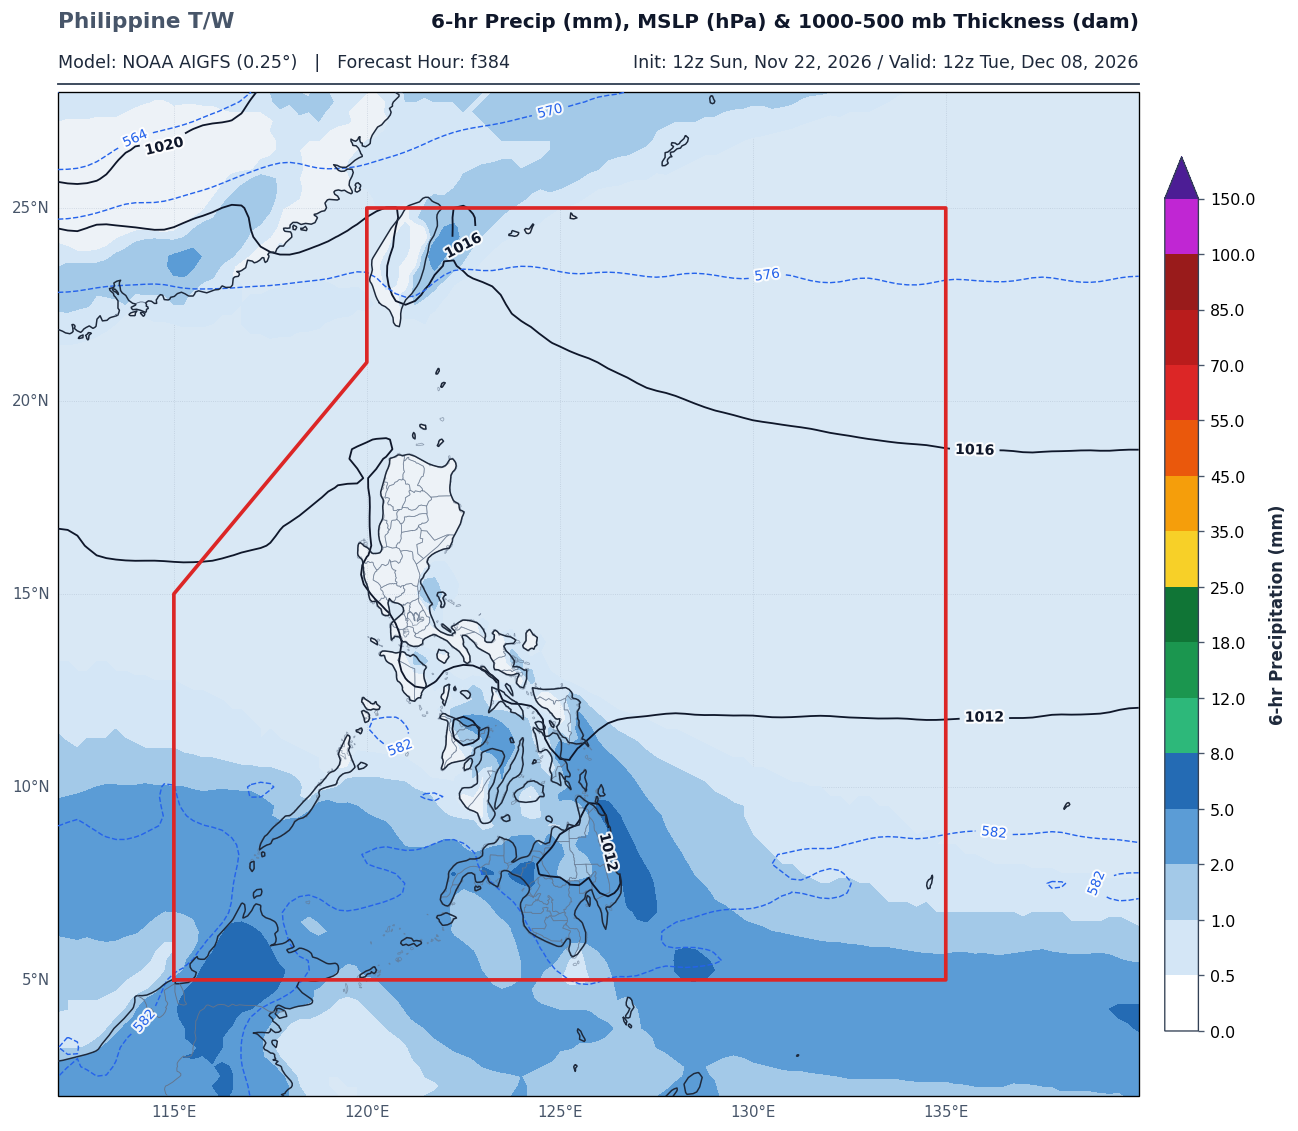 Philippine T/W
6-hr Precip (mm), MSLP (hPa) & 1000-500 mb Thickness (dam)
Model: NOAA AIGFS (0.25°) | Forecast Hour: f384
Init: 12z Sun, Nov 22, 2026 / Valid: 12z Tue, Dec 08, 2026
570
564
1020
150.0
25°N
1016
100.0
576
85.0
70.0
20°N
55.0
1016
45.0
35.0
15°N
25.0
18.0
12.0
1012
582
8.0
10°N
5.0
582
1012
2.0
582
1.0
5°N
0.5
582
0.0
6-hr Precipitation (mm)
115°E
120°E
125°E
130°E
135°E